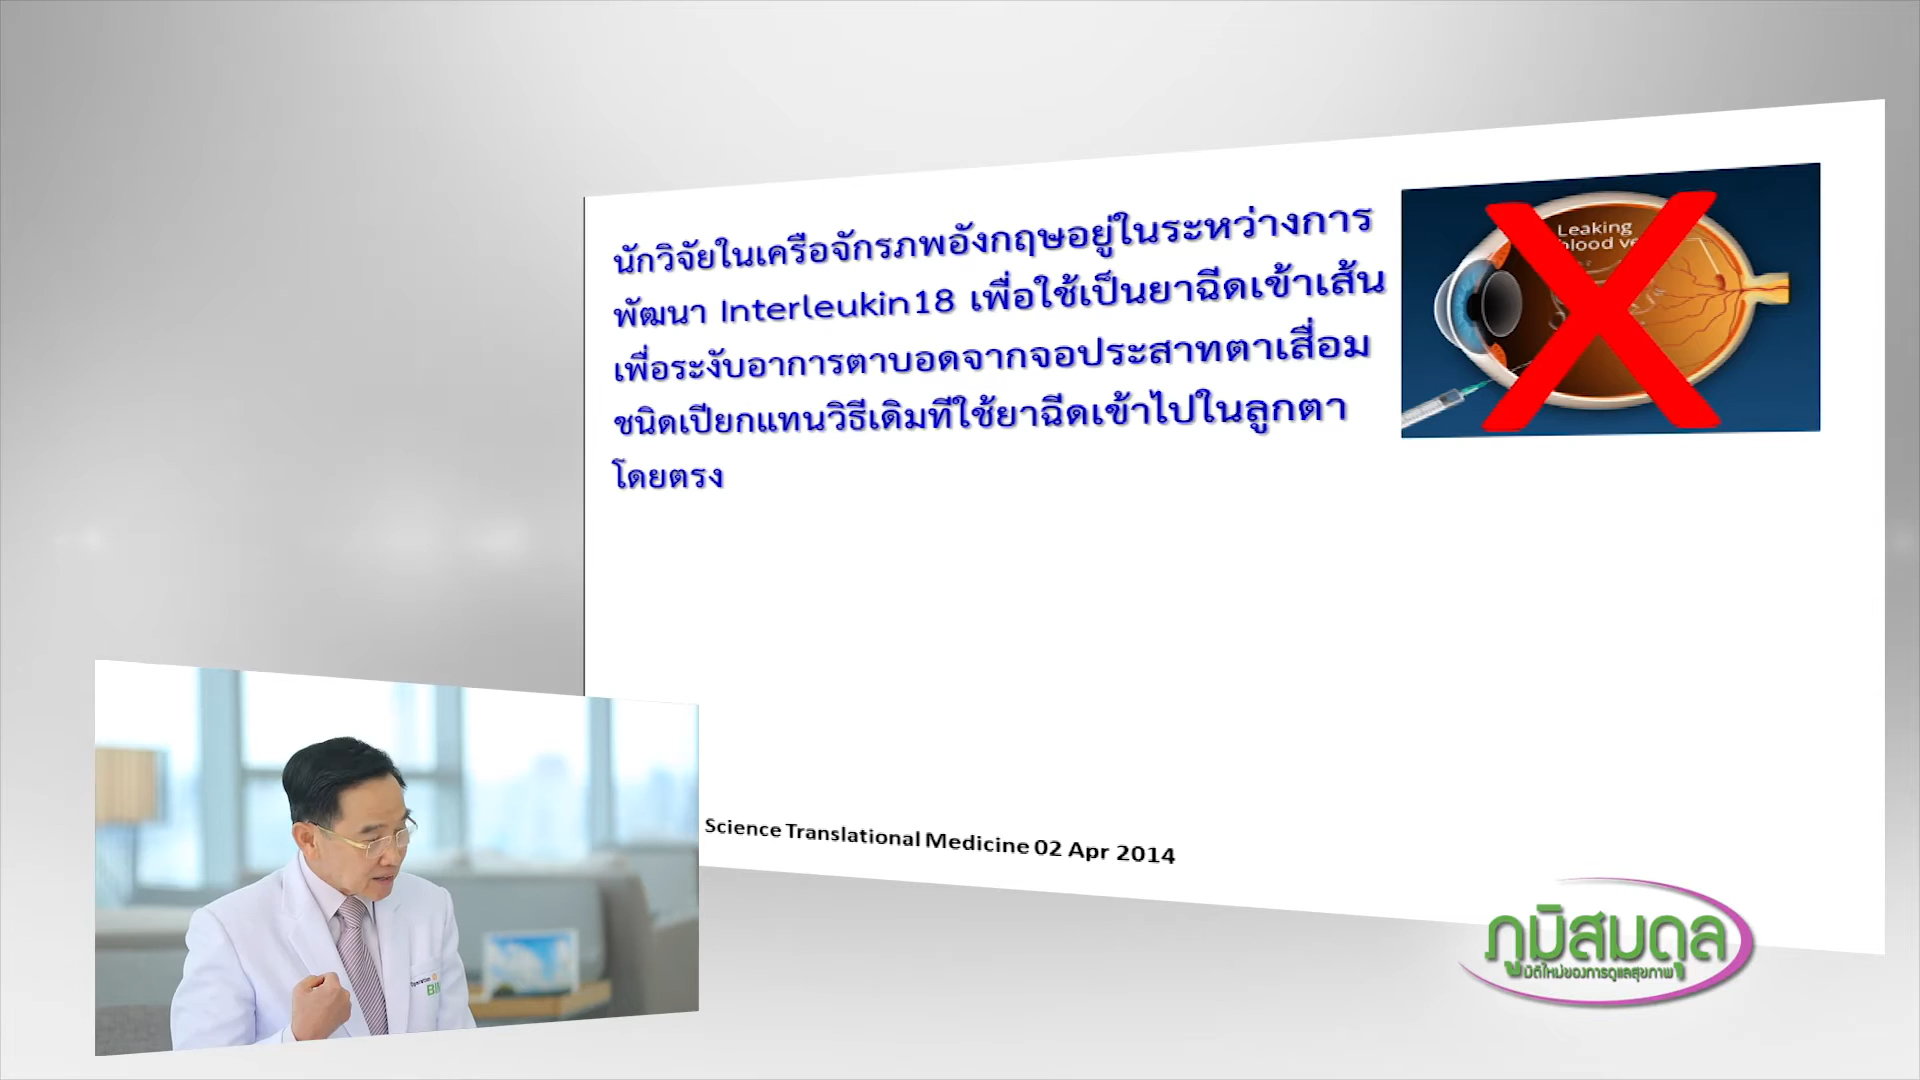 นักวิจัยในเครือจักรภพอังกฤษอยู่ในระหว่างการ
พัฒนา Interleukin18 เพื่อใช้เป็นยาฉีดเข้าเส้น
เพื่อระงับอาการตาบอดจากจอประสาทตาเสื่อม
ชนิดเปียกแทนวิธีเดิมทีใช้ยาฉีดเข้าไปในลูกตา
โดยตรง
Leaking
blood ve
Science Translational Medicine 02 Apr 2014
ภูมิสมดุล
มิติใหม่ของการดูแลสุขภาพ